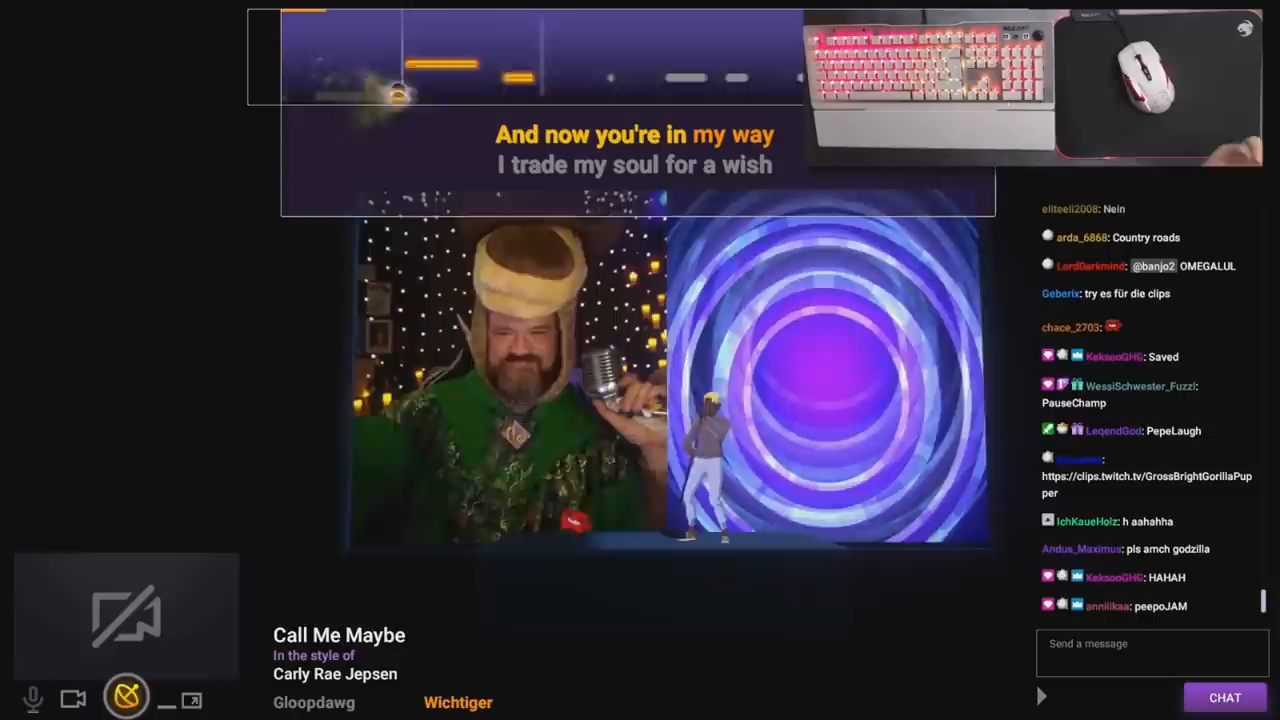 And now you're in my way
I trade my soul for a wish
eliteeli2008: Nein
arda_6868: Country roads
LordDarkmind: @banjo2 OMEGALUL
Geberix: try es für die clips
chace_2703:
KeksooGHG: Saved
WessiSchwester_Fuzzl:
PauseChamp
LeqendGod: PepeLaugh
:
https://clips.twitch.tv/GrossBrightGorillaPup
per
IchKaueHolz: h aahahha
Andus_Maximus: pls amch godzilla
KeksooGHG: HAHAH
anniiikaa: peepoJAM
Send a message
CHAT
Call Me Maybe
In the style of
Carly Rae Jepsen
Gloopdawg
Wichtiger